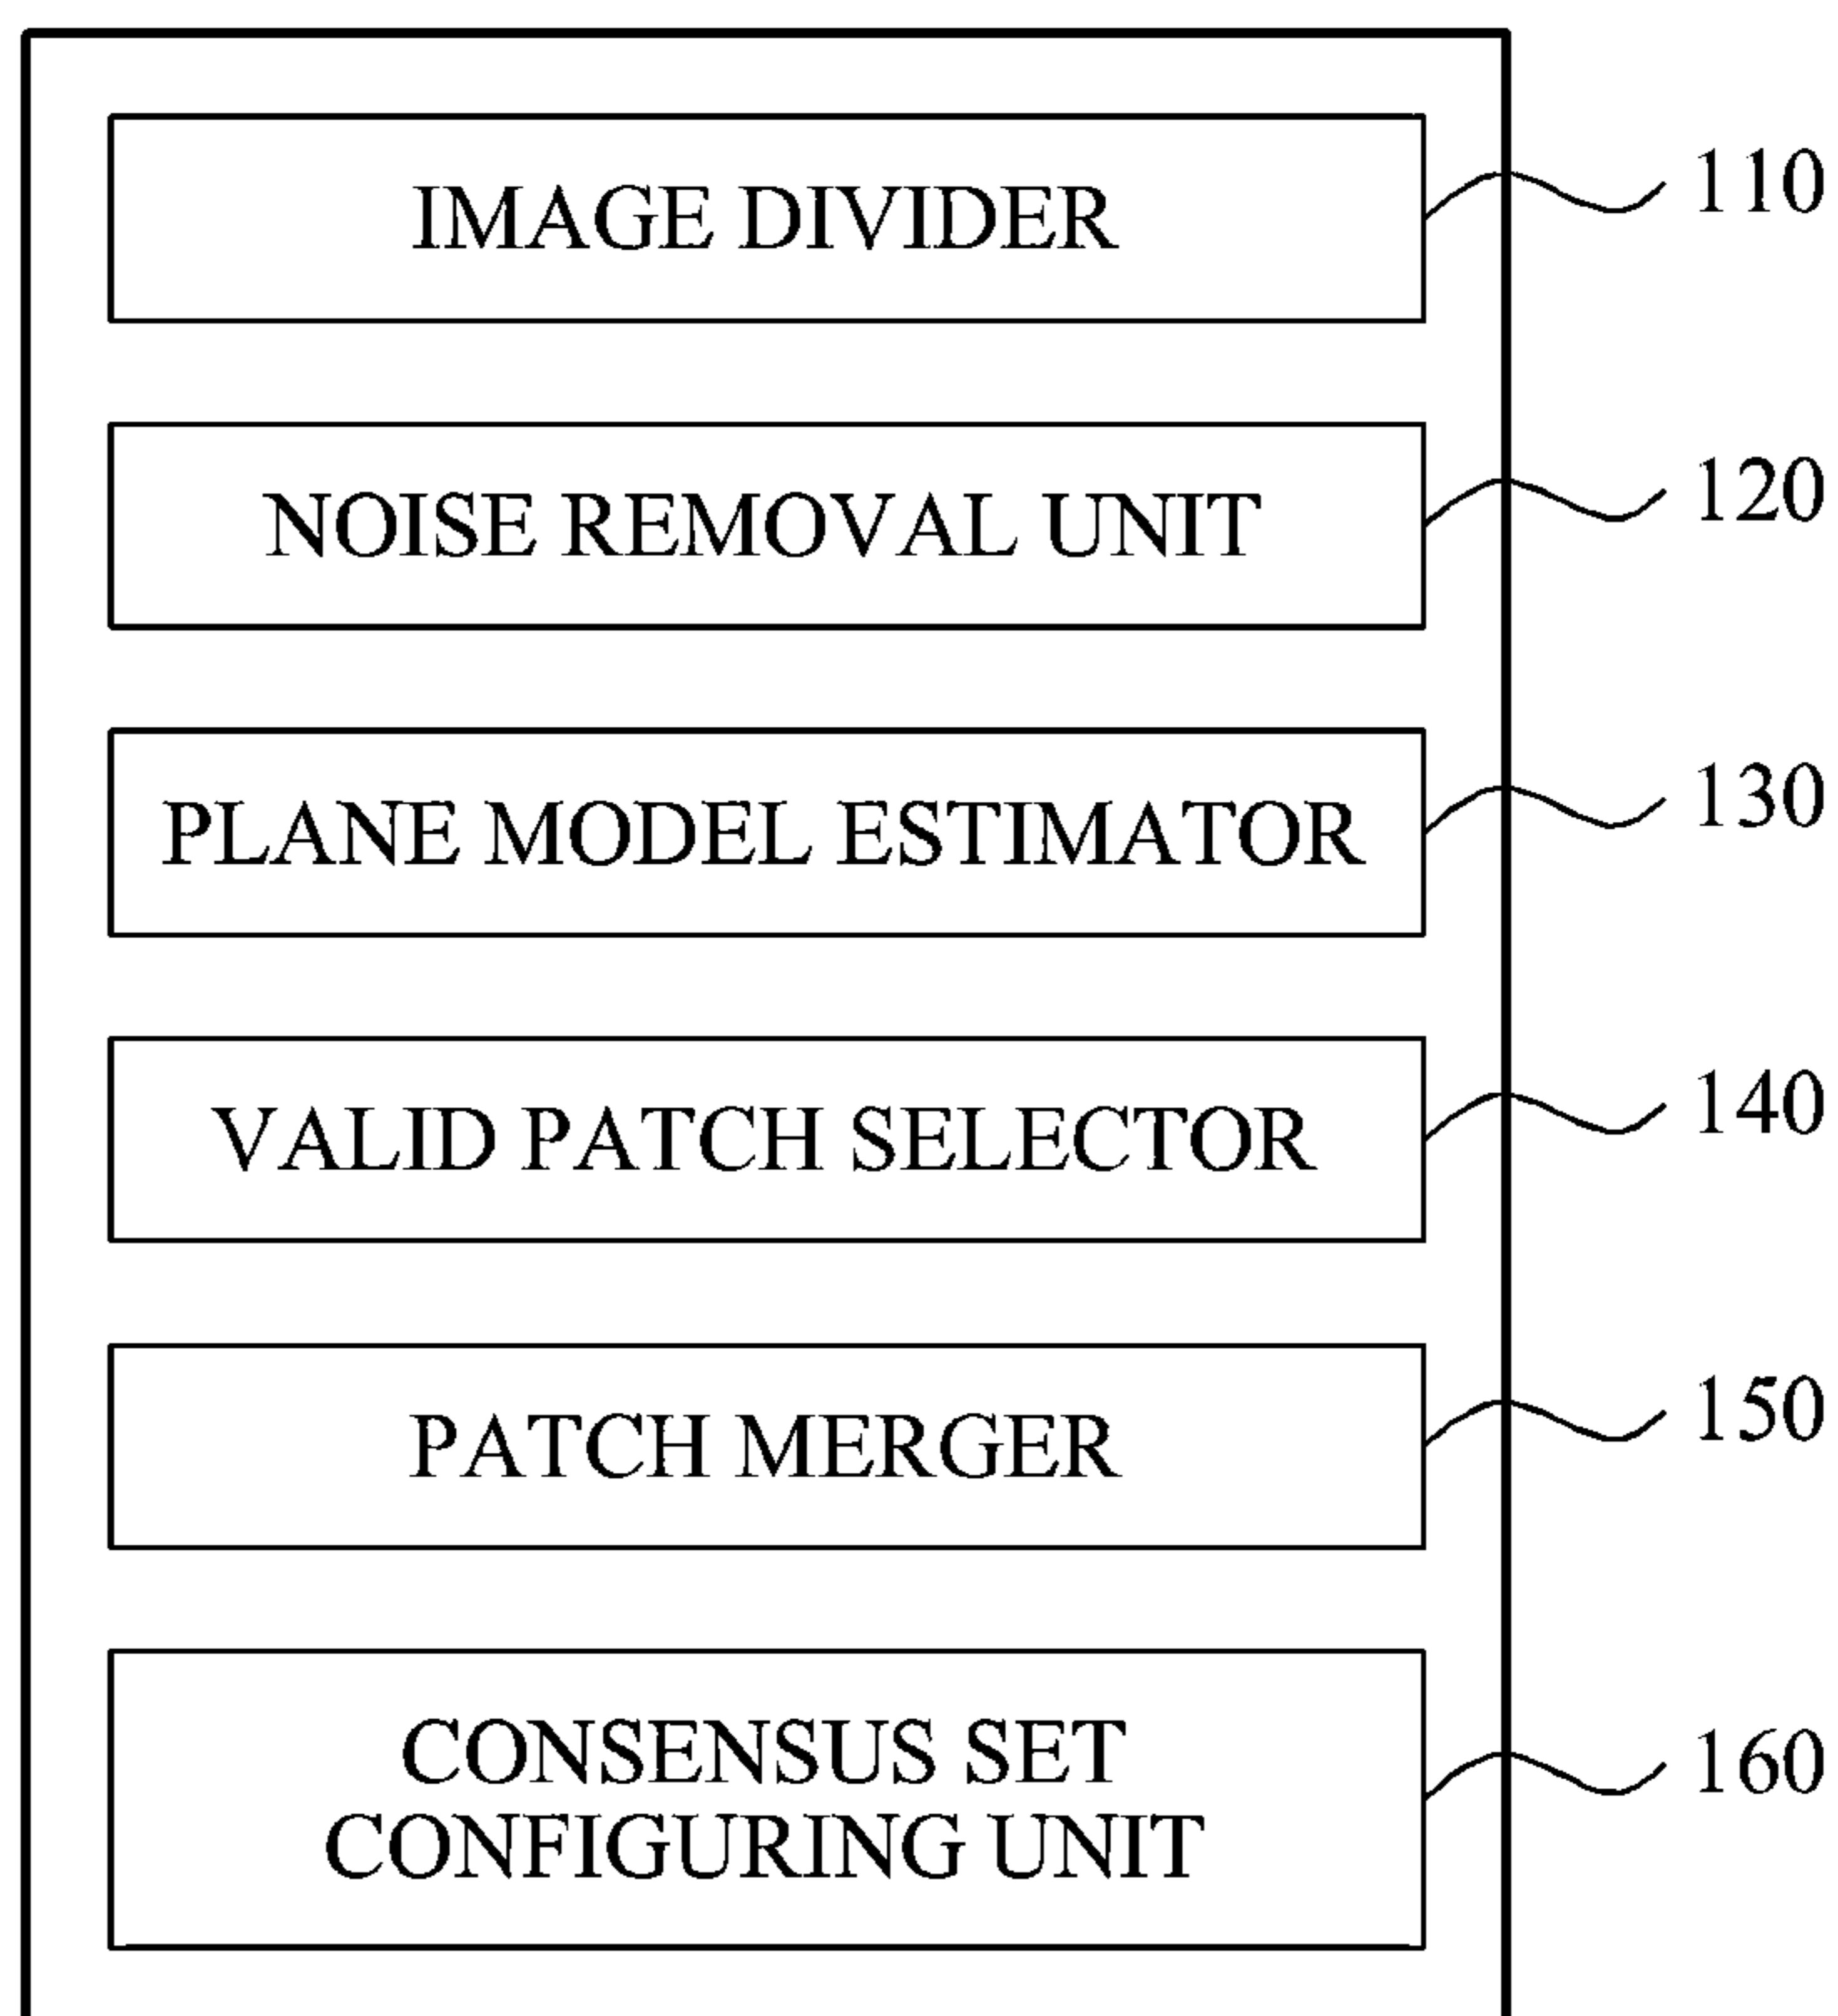 IMAGE DIVIDER
110
NOISE REMOVAL UNIT
120
PLANE MODEL ESTIMATOR
130
VALID PATCH SELECTOR
140
PATCH MERGER
150
CONSENSUS SET
CONFIGURING UNIT
160